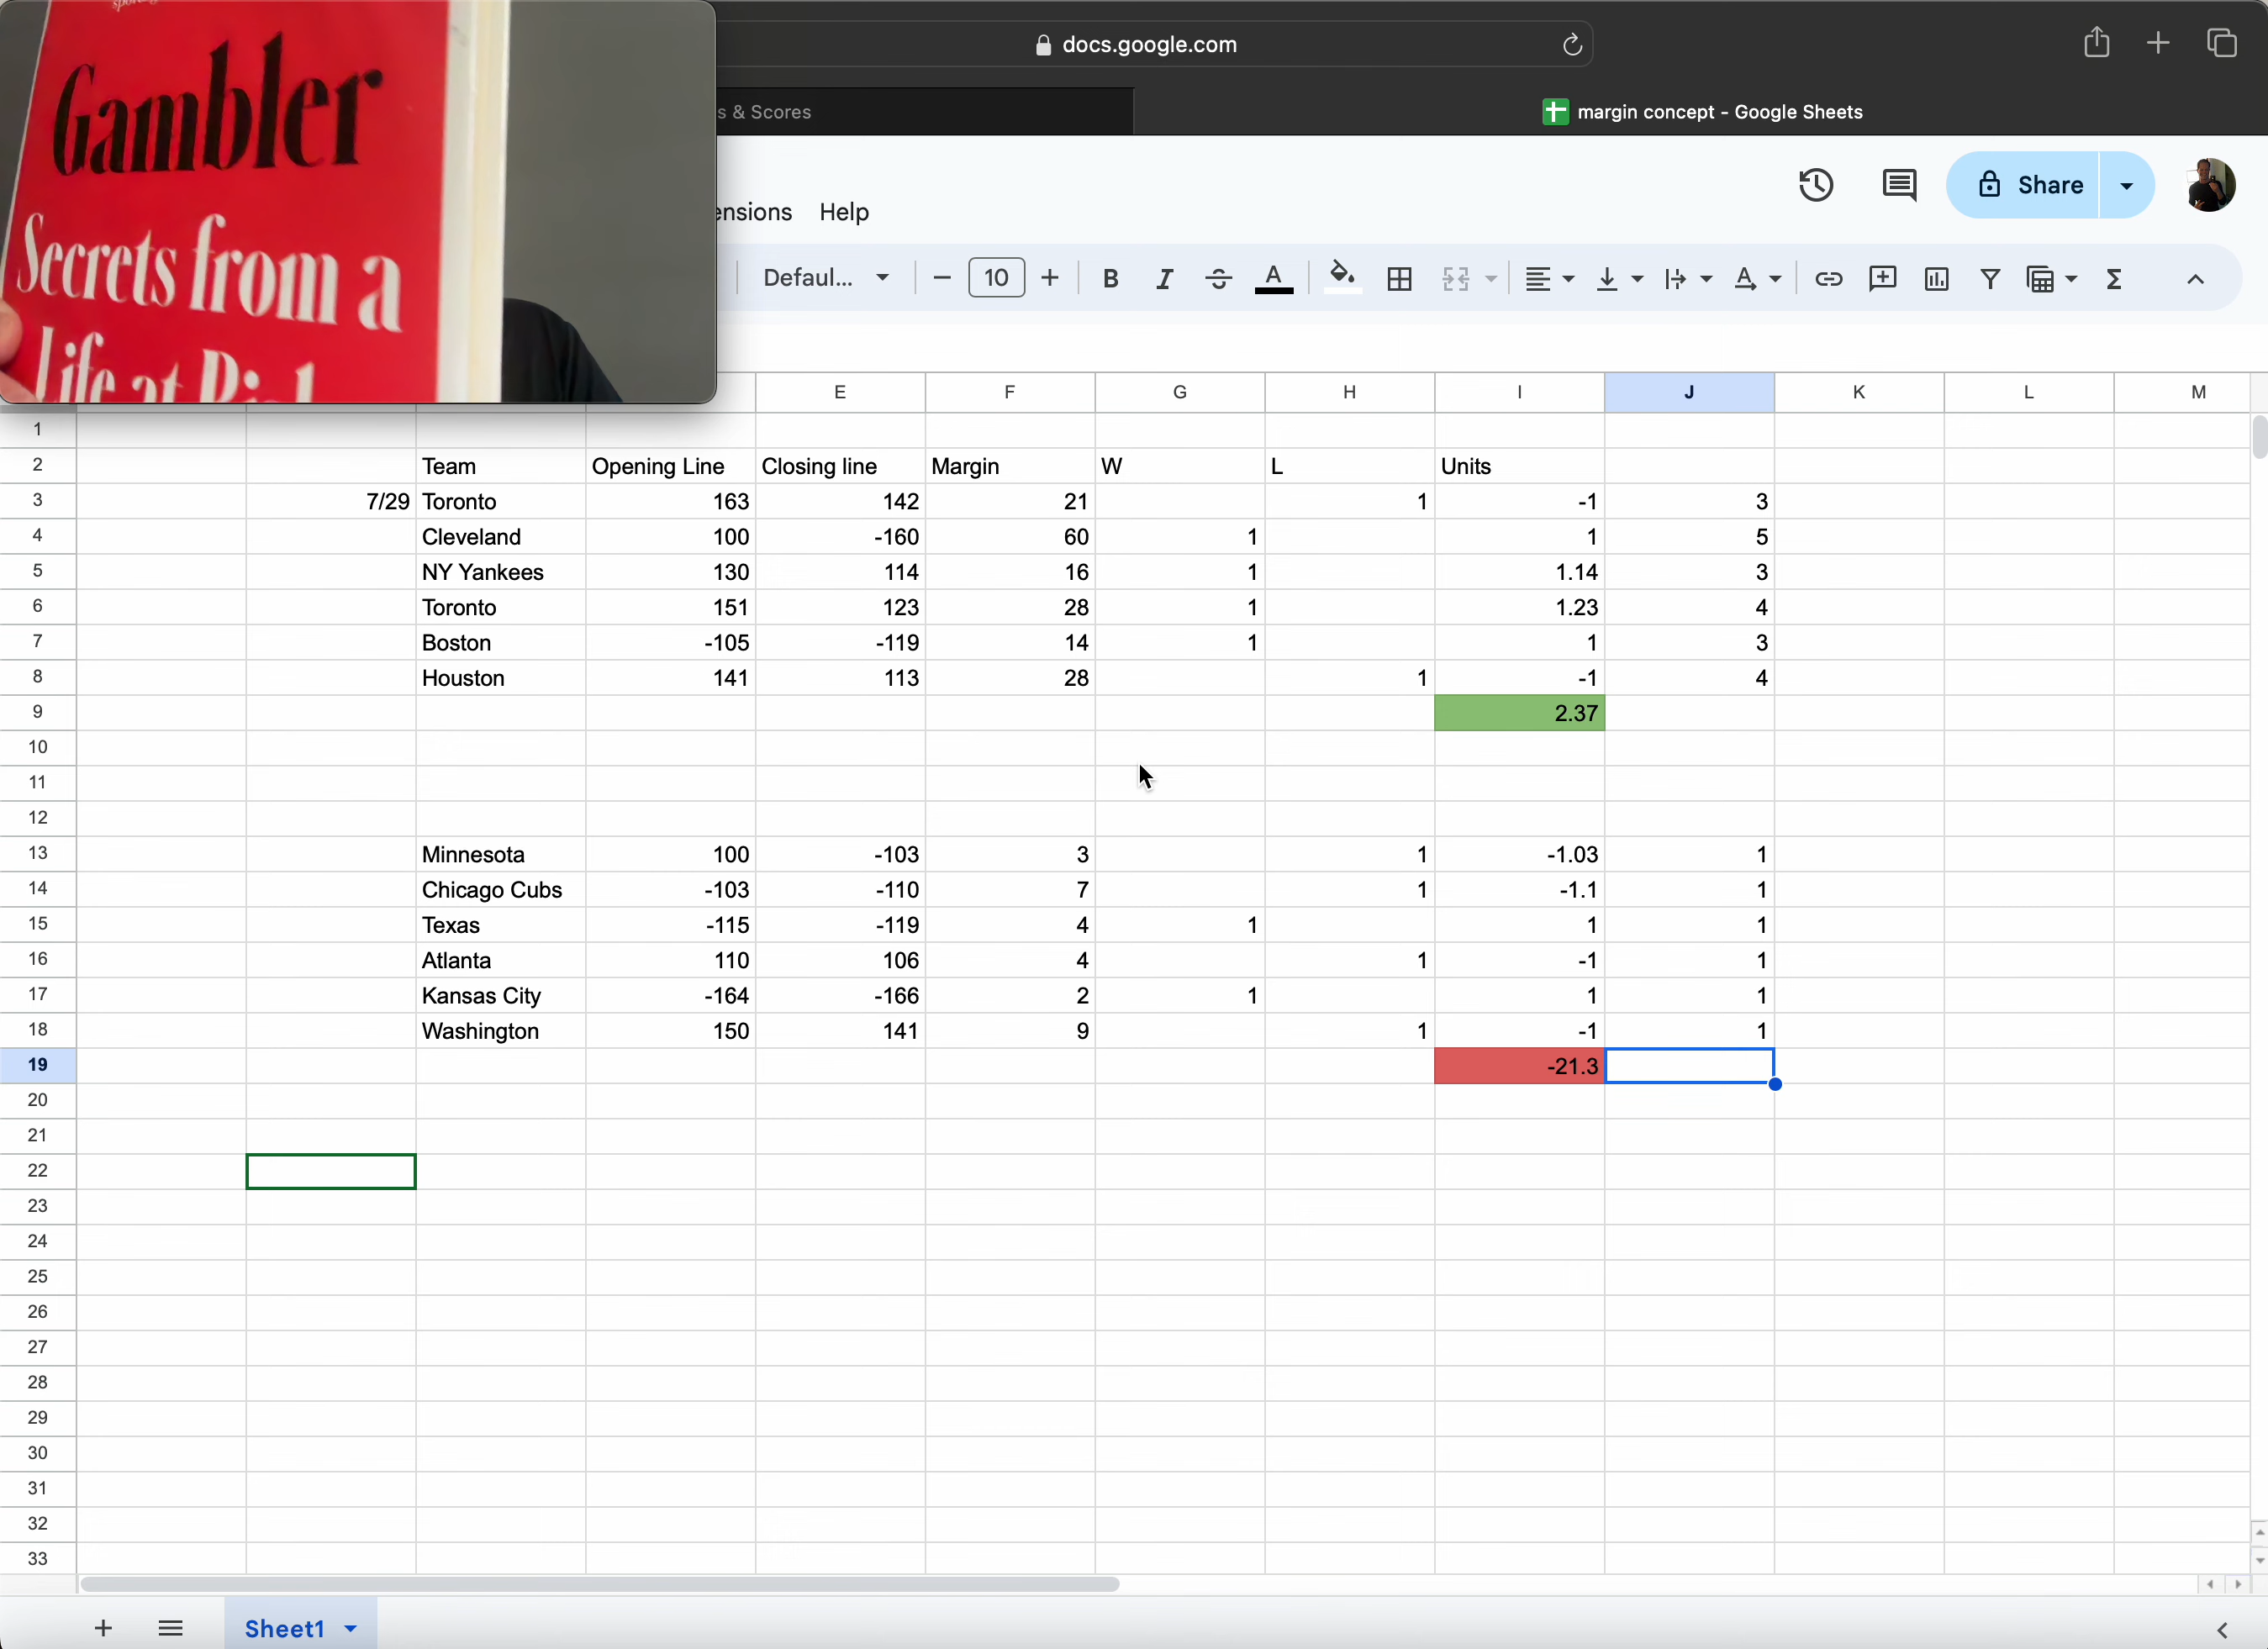 Gambler
Secrets from a
docs.google.com
s & Scores
margin concept - Google Sheets
ensions Help
Share
Defaul... 10
E F G H I J K L M
1
2 Team Opening Line Closing line Margin W L Units
3 7/29 Toronto 163 142 21 1 -1 3
4 Cleveland 100 -160 60 1 1 5
5 NY Yankees 130 114 16 1 1.14 3
6 Toronto 151 123 28 1 1.23 4
7 Boston -105 -119 14 1 1 3
8 Houston 141 113 28 1 -1 4
9 2.37
10
11
12
13 Minnesota 100 -103 3 1 -1.03 1
14 Chicago Cubs -103 -110 7 1 -1.1 1
15 Texas -115 -119 4 1 1 1
16 Atlanta 110 106 4 1 -1 1
17 Kansas City -164 -166 2 1 1 1
18 Washington 150 141 9 1 -1 1
19 -21.3
20
21
22
23
24
25
26
27
28
29
30
31
32
33
Sheet1